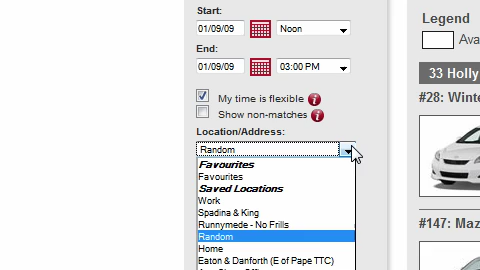 Start:
01/09/09 Noon
End:
01/09/09 03:00 PM
My time is flexible i
Show non-matches i
Location/Address:
Random
Favourites
Favourites
Saved Locations
Work
Spadina & King
Runnymede - No Frills
Random
Home
Eaton & Danforth (E of Pape TTC)
Legend
Ava
33 Holly
#28: Winte
#147: Maz